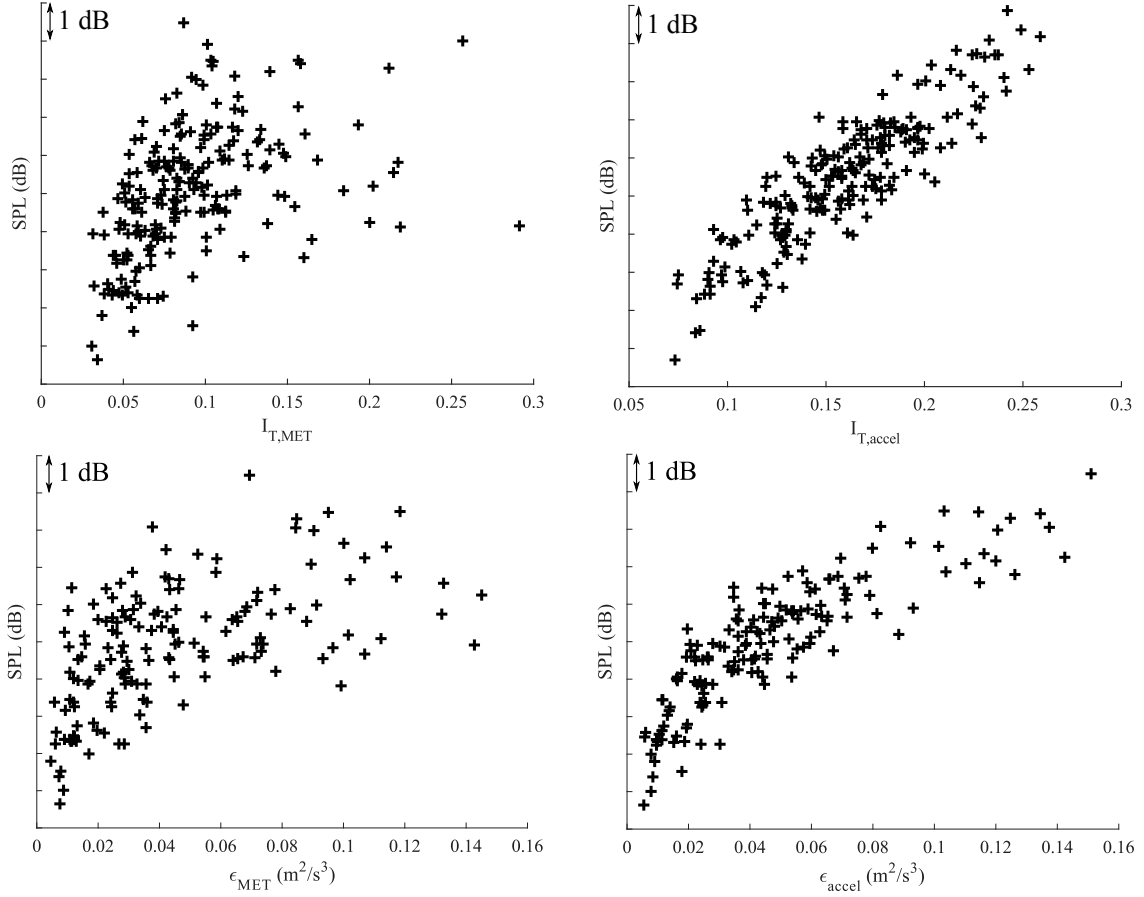 1 dB
SPL (dB)
0 0.05 0.1 0.15 0.2 0.25 0.3
I_T,MET
1 dB
SPL (dB)
0.05 0.1 0.15 0.2 0.25 0.3
I_T,accel
1 dB
SPL (dB)
0 0.02 0.04 0.06 0.08 0.1 0.12 0.14 0.16
ϵ_MET (m²/s³)
1 dB
SPL (dB)
0 0.02 0.04 0.06 0.08 0.1 0.12 0.14 0.16
ϵ_accel (m²/s³)